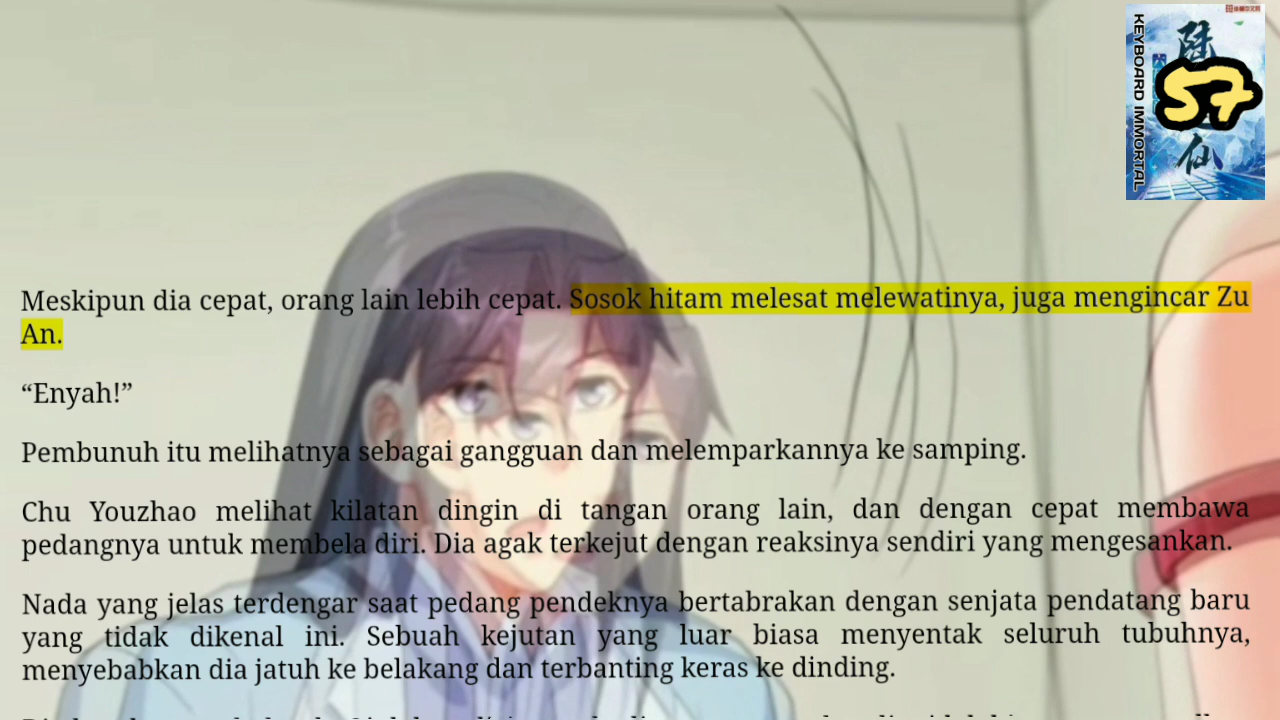 KEYBOARD IMMORTAL
57
仙
Meskipun dia cepat, orang lain lebih cepat. Sosok hitam melesat melewatinya, juga mengincar Zu
An.
“Enyah!”
Pembunuh itu melihatnya sebagai gangguan dan melemparkannya ke samping.
Chu Youzhao melihat kilatan dingin di tangan orang lain, dan dengan cepat membawa
pedangnya untuk membela diri. Dia agak terkejut dengan reaksinya sendiri yang mengesankan.
Nada yang jelas terdengar saat pedang pendeknya bertabrakan dengan senjata pendatang baru
yang tidak dikenal ini. Sebuah kejutan yang luar biasa menyentak seluruh tubuhnya,
menyebabkan dia jatuh ke belakang dan terbanting keras ke dinding.